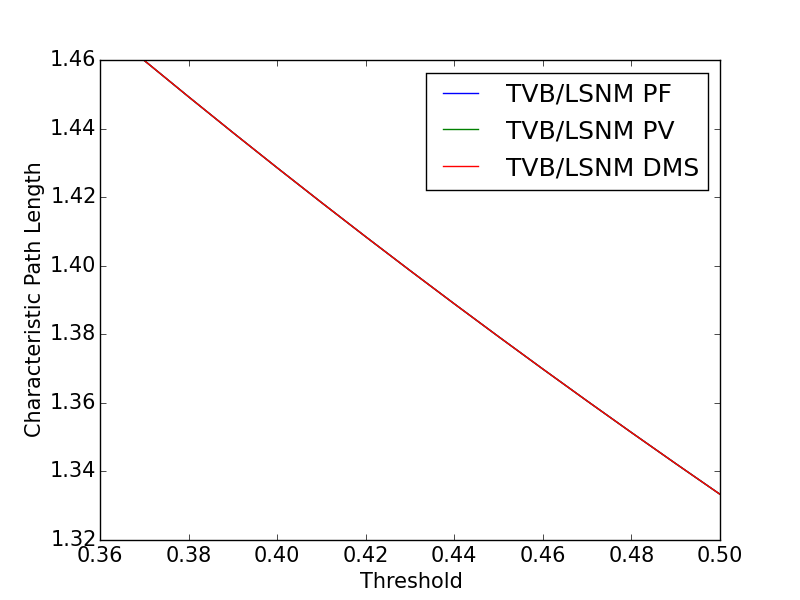 1.46
1.44
1.42
1.40
1.38
1.36
1.34
1.32
Characteristic Path Length
TVB/LSNM PF
TVB/LSNM PV
TVB/LSNM DMS
0.36 0.38 0.40 0.42 0.44 0.46 0.48 0.50
Threshold